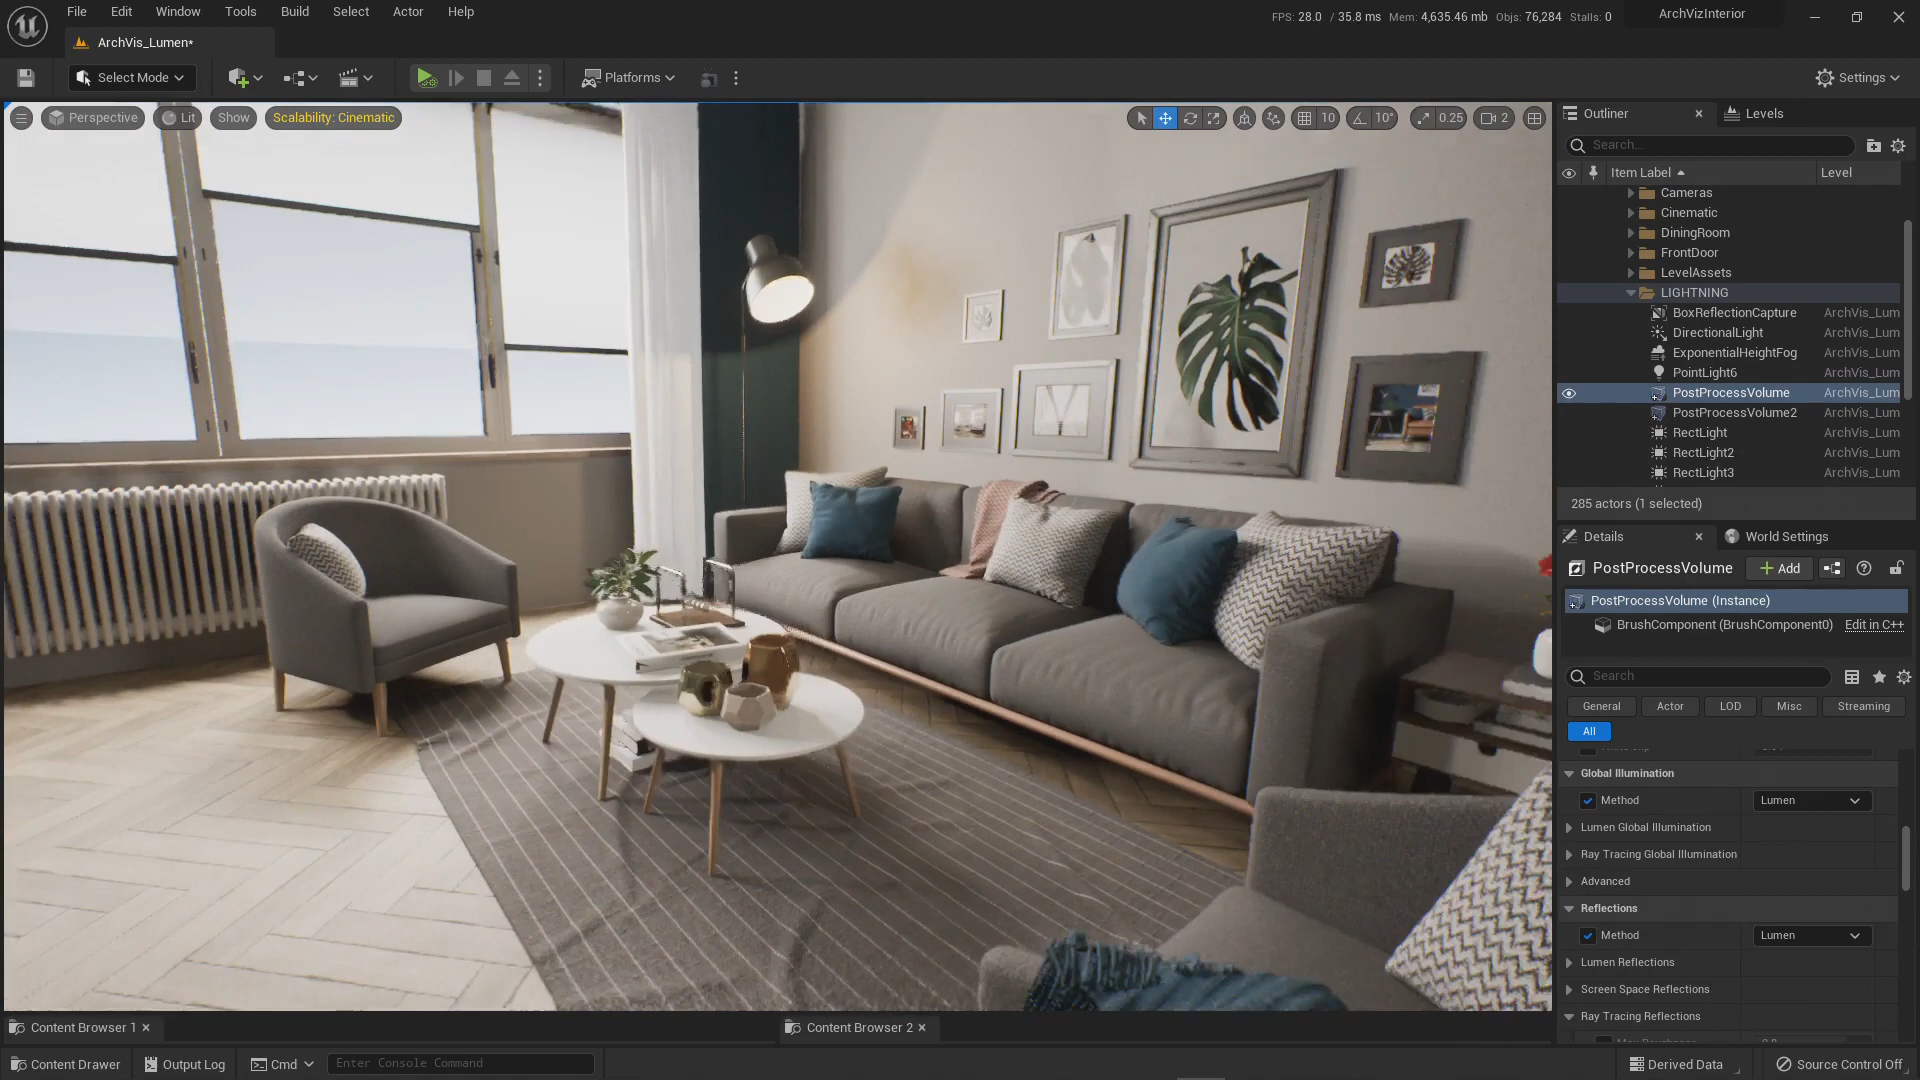 File Edit Window Tools Build Select Actor Help
FPS: 28.0 / 35.8 ms Mem: 4,635.46 mb Objs: 76,284 Stalls: 0
ArchVizInterior
ArchVis_Lumen*
Select Mode
Platforms
Settings
Perspective
Lit
Show
Scalability: Cinematic
10
10°
0.25
2
Outliner
Levels
Search...
Item Label
Level
Cameras
Cinematic
DiningRoom
FrontDoor
LevelAssets
LIGHTNING
BoxReflectionCapture ArchVis_Lum
DirectionalLight ArchVis_Lum
ExponentialHeightFog ArchVis_Lum
PointLight6 ArchVis_Lum
PostProcessVolume ArchVis_Lum
PostProcessVolume2 ArchVis_Lum
RectLight ArchVis_Lum
RectLight2 ArchVis_Lum
RectLight3 ArchVis_Lum
285 actors (1 selected)
Details
World Settings
PostProcessVolume
Add
PostProcessVolume (Instance)
BrushComponent (BrushComponent0) Edit in C++
Search
General Actor LOD Misc Streaming
All
Global Illumination
Method Lumen
Lumen Global Illumination
Ray Tracing Global Illumination
Advanced
Reflections
Method Lumen
Lumen Reflections
Screen Space Reflections
Ray Tracing Reflections
Content Browser 1
Content Browser 2
Content Drawer
Output Log
Cmd
Enter Console Command
Derived Data
Source Control Off